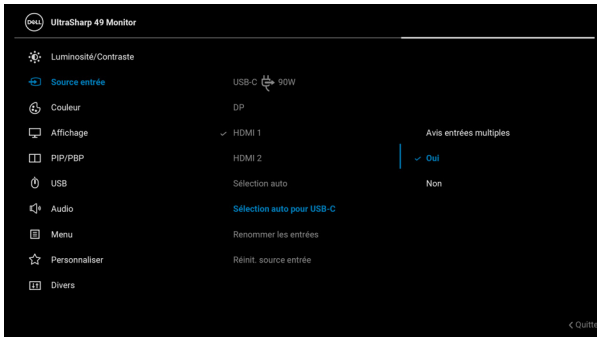 DELL UltraSharp 49 Monitor
Luminosité/Contraste
Source entrée
Couleur
Affichage
PIP/PBP
USB
Audio
Menu
Personnaliser
Divers
USB-C 90W
DP
HDMI 1
HDMI 2
Sélection auto
Sélection auto pour USB-C
Renommer les entrées
Réinit. source entrée
Avis entrées multiples
Oui
Non
Quitte